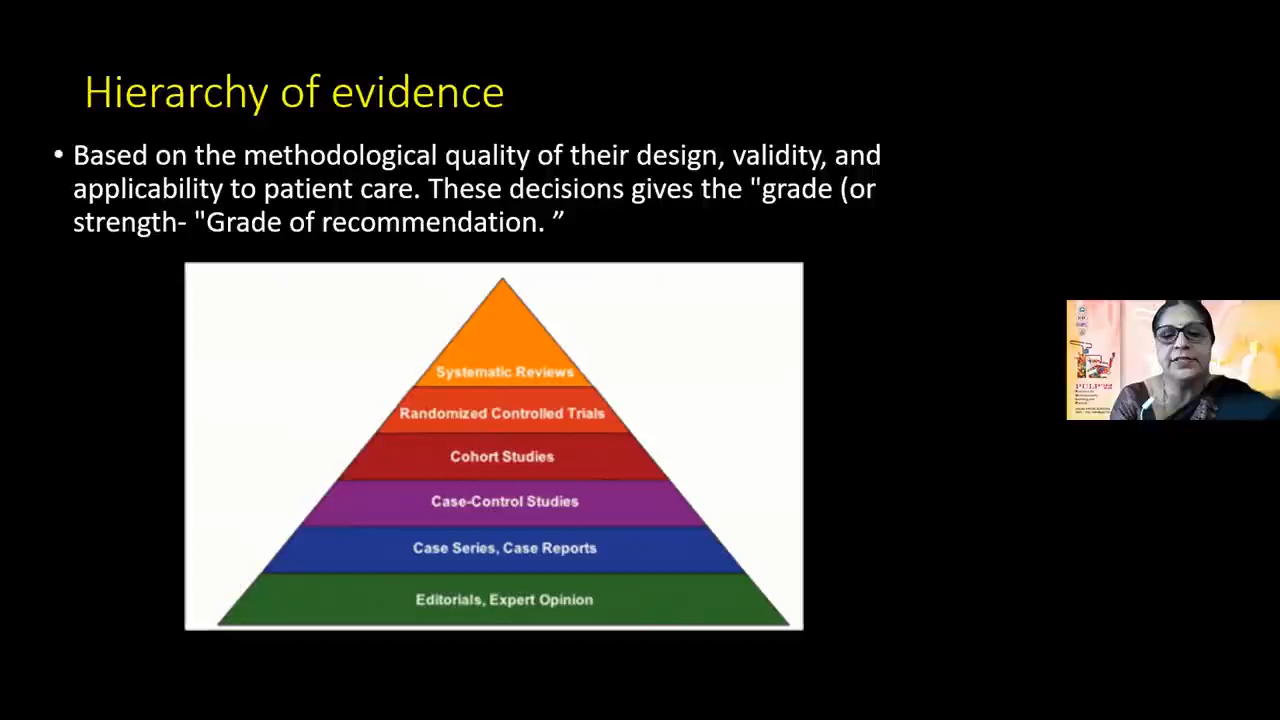 Hierarchy of evidence
• Based on the methodological quality of their design, validity, and
applicability to patient care. These decisions gives the "grade (or
strength- "Grade of recommendation. ”
Systematic Reviews
Randomized Controlled Trials
Cohort Studies
Case-Control Studies
Case Series, Case Reports
Editorials, Expert Opinion